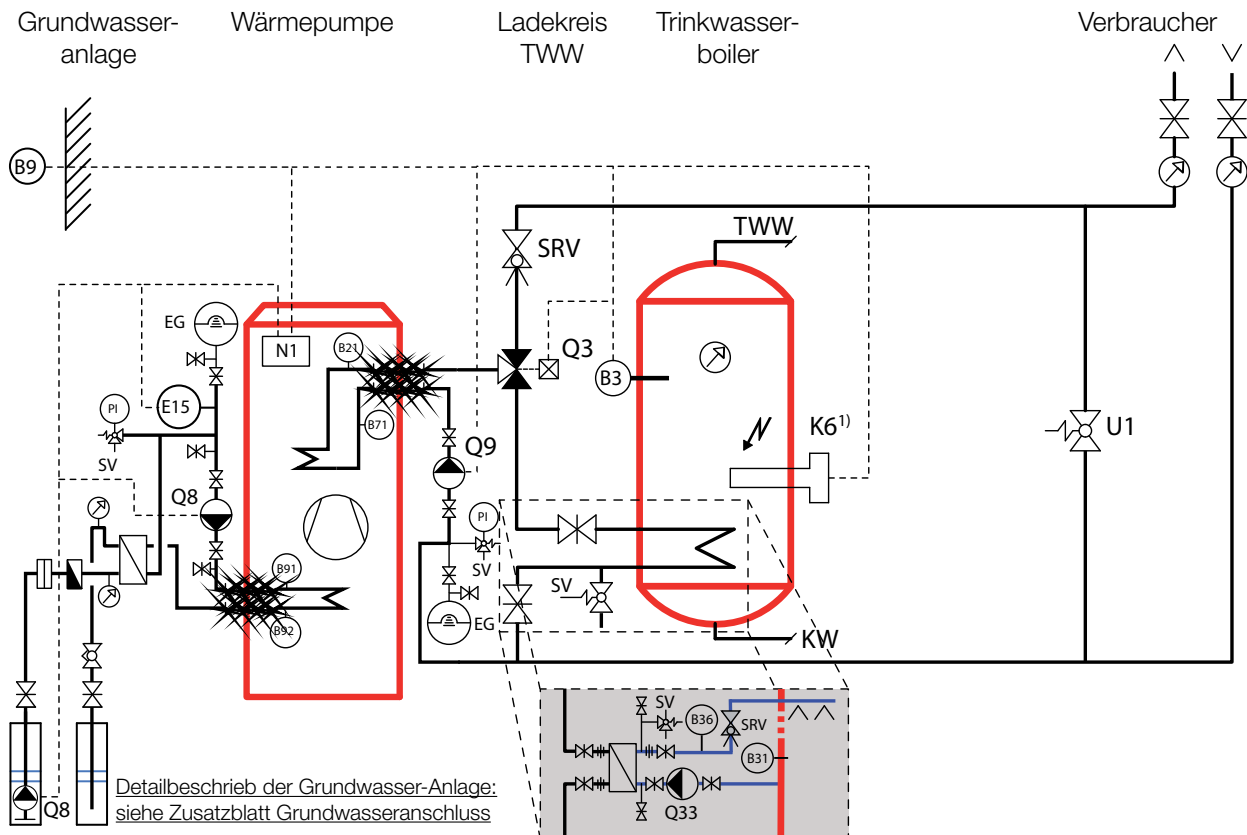 Grundwasser-
anlage
Wärmepumpe
Ladekreis
TWW
Trinkwasser-
boiler
Verbraucher
B9
SRV
TWW
EG
N1
B21
Q3
B3
E15
PI
SV
B71
Q9
K6¹⁾
U1
Q8
PI
SV
B91
SV
B92
EG
KW
SV
B36
SRV
B31
Q33
Q8
Detailbeschrieb der Grundwasser-Anlage:
siehe Zusatzblatt Grundwasseranschluss